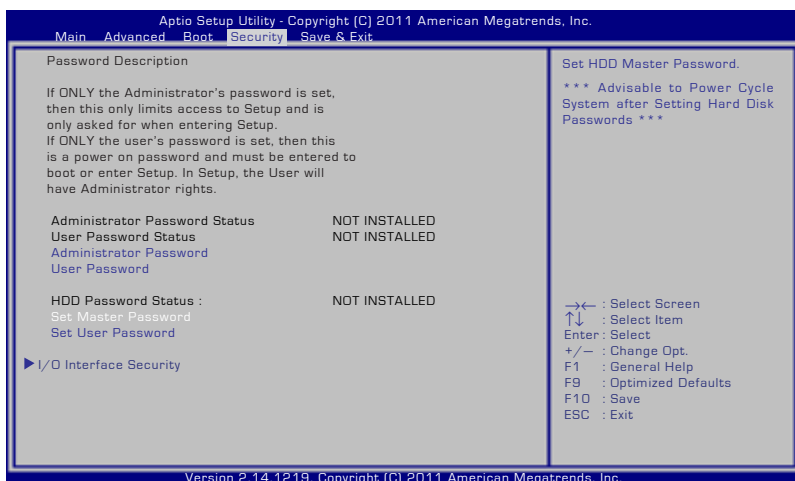 Aptio Setup Utility - Copyright (C) 2011 American Megatrends, Inc.
Main Advanced Boot Security Save & Exit
Password Description
If ONLY the Administrator's password is set,
then this only limits access to Setup and is
only asked for when entering Setup.
If ONLY the user's password is set, then this
is a power on password and must be entered to
boot or enter Setup. In Setup, the User will
have Administrator rights.
Administrator Password Status NOT INSTALLED
User Password Status NOT INSTALLED
Administrator Password
User Password
HDD Password Status : NOT INSTALLED
Set Master Password
Set User Password
▶ I/O Interface Security
Set HDD Master Password.
*** Advisable to Power Cycle
System after Setting Hard Disk
Passwords ***
→← : Select Screen
↑↓ : Select Item
Enter : Select
+/— : Change Opt.
F1 : General Help
F9 : Optimized Defaults
F10 : Save
ESC : Exit
Version 2.14.1219. Copyright (C) 2011 American Megatrends, Inc.